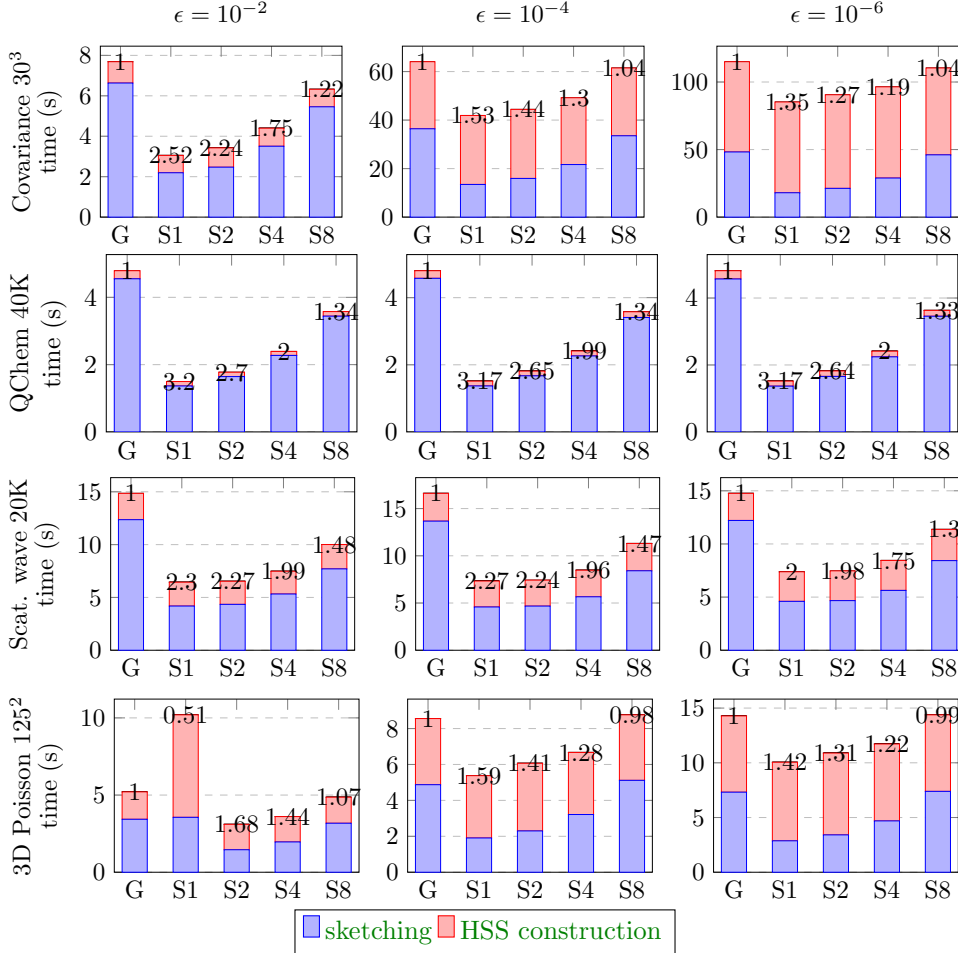 ϵ = 10⁻² ϵ = 10⁻⁴ ϵ = 10⁻⁶
Covariance 30³
time (s)
8
6
4
2
0
1 2.52 2.24 1.75 1.22
G S1 S2 S4 S8
60
40
20
0
1 1.53 1.44 1.3 1.04
G S1 S2 S4 S8
100
50
0
1 1.35 1.27 1.19 1.04
G S1 S2 S4 S8
QChem 40K
time (s)
4
2
0
1 3.2 2.7 2 1.34
G S1 S2 S4 S8
4
2
0
1 3.17 2.65 1.99 1.34
G S1 S2 S4 S8
4
2
0
1 3.17 2.64 2 1.33
G S1 S2 S4 S8
Scat. wave 20K
time (s)
15
10
5
0
1 2.3 2.27 1.99 1.48
G S1 S2 S4 S8
15
10
5
0
1 2.27 2.24 1.96 1.47
G S1 S2 S4 S8
15
10
5
0
1 2 1.98 1.75 1.3
G S1 S2 S4 S8
3D Poisson 125²
time (s)
10
5
0
1 0.51 1.68 1.44 1.07
G S1 S2 S4 S8
8
6
4
2
0
1 1.59 1.41 1.28 0.98
G S1 S2 S4 S8
15
10
5
0
1 1.42 1.31 1.22 0.99
G S1 S2 S4 S8
sketching HSS construction